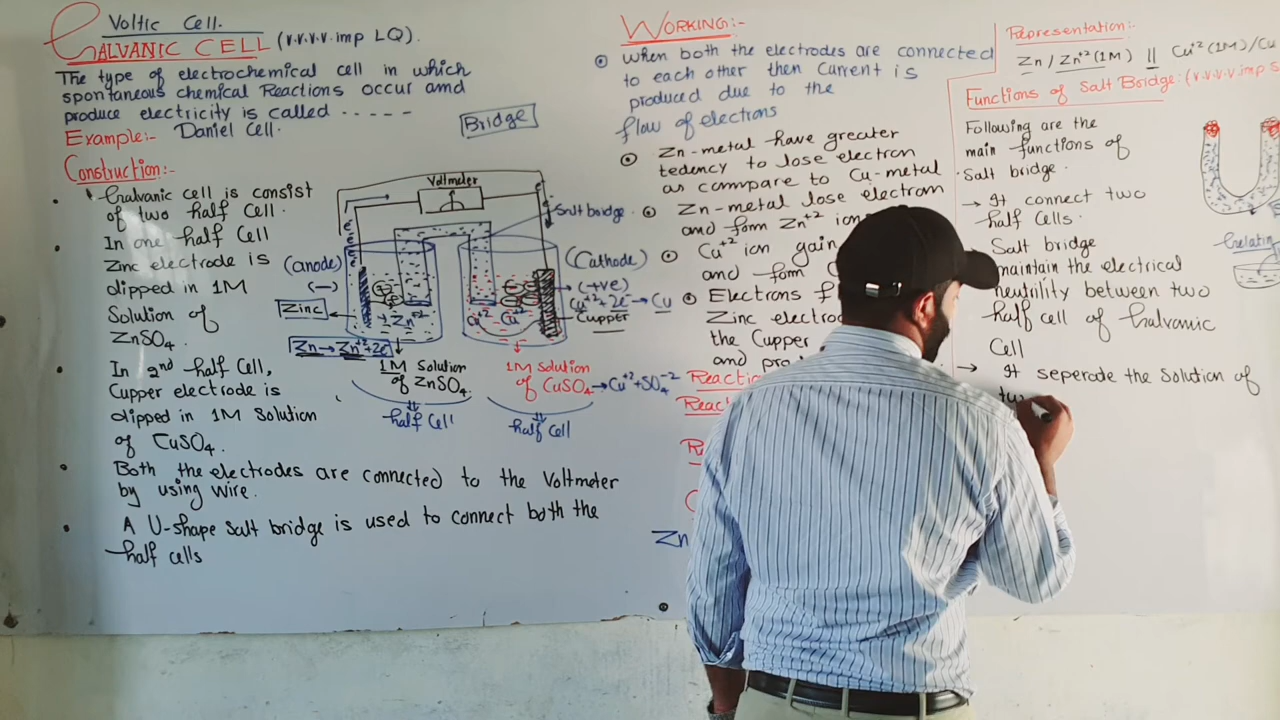 Voltic Cell.
GALVANIC CELL (v.v.v.v.imp LQ).
The type of electrochemical cell in which
spontaneous chemical Reactions occur and
produce electricity is called -----
Example:- Daniel Cell.
Bridge
Construction:-
Galvanic cell is consist
of two half Cell.
In one half Cell
Zinc electrode is
dipped in 1M
Solution of
ZnSO4.
In 2nd half Cell,
Cupper electrode is
dipped in 1M Solution
of CuSO4.
Both the electrodes are connected to the Voltmeter
by using wire.
A U-shape Salt bridge is used to connect both the
half cells
Voltmeter
Salt bridge
(anode)
(-)
Zinc
Zn → Zn+2 + 2e-
Zn+2
Cu+2 Cu+2
(Cathode)
(+ve)
Cu+2 + 2e- → Cu
Cupper
1M Solution
of ZnSO4
half Cell
1M Solution
of CuSO4 → Cu+2 + SO4-2
half Cell
WORKING:-
When both the electrodes are connected
to each other then Current is
produced due to the
flow of electrons
Zn-metal have greater
tedency to lose electron
as compare to Cu-metal
Zn-metal lose electron
and form Zn+2 ion
Cu+2 ion gain
and form
Electrons
Zinc electro
the Cupper
and
Reactio
Zn
Representation:-
Zn / Zn+2 (1M) || Cu+2 (1M) / Cu
Functions of Salt Bridge: (v.v.v.v imp S
Following are the
main functions of
Salt bridge.
→ It connect two
half Cells.
Salt bridge
maintain the electrical
neutrility between two
half cell of Galvanic
Cell
→ It seperade the Solution of
Gelatin